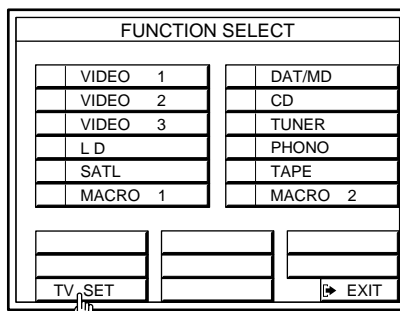 FUNCTION SELECT
VIDEO 1
VIDEO 2
VIDEO 3
L D
SATL
MACRO 1
DAT/MD
CD
TUNER
PHONO
TAPE
MACRO 2
TV SET
EXIT